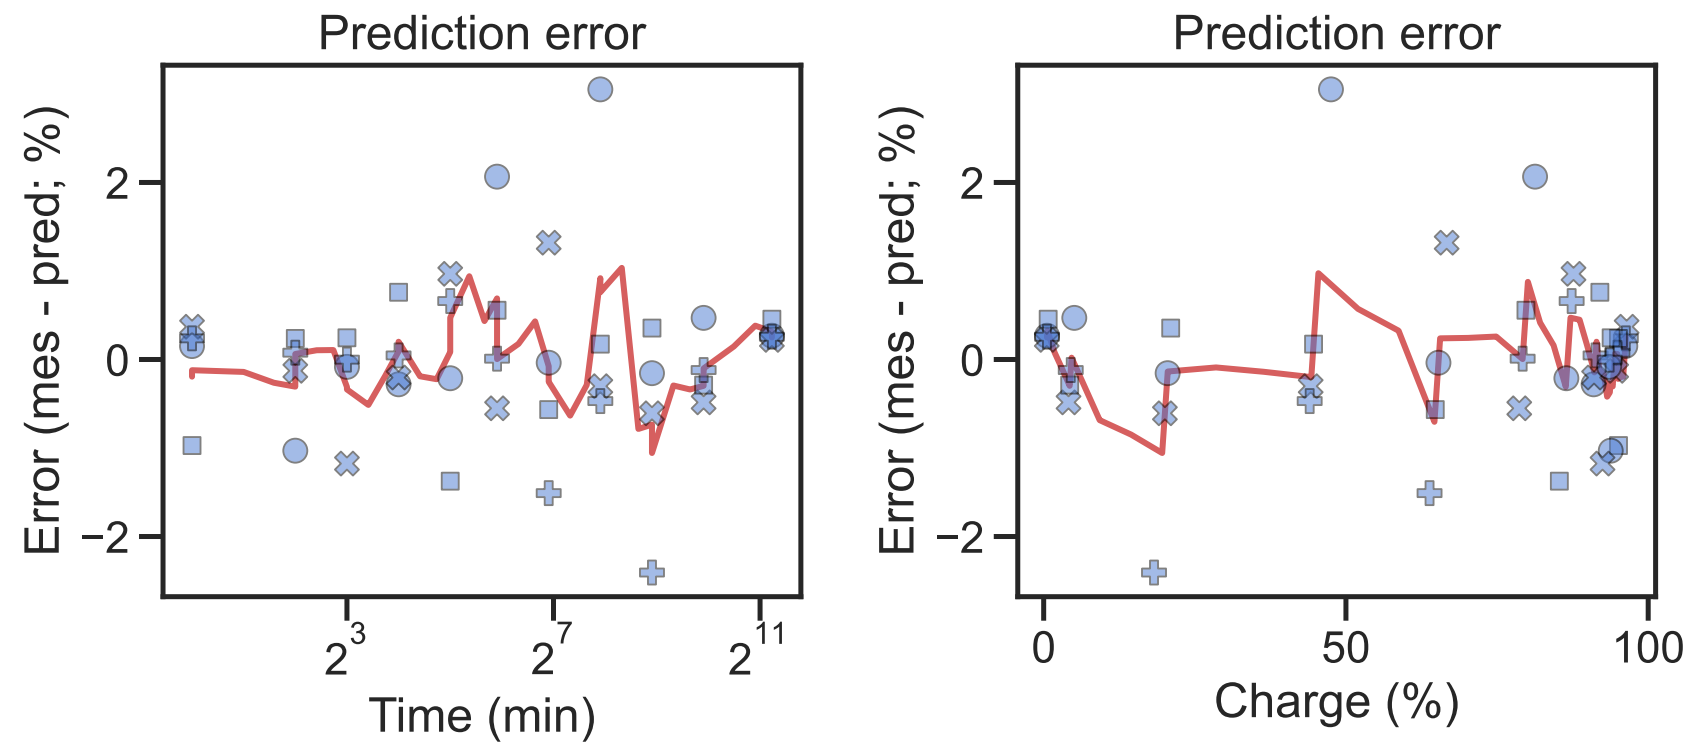 Prediction error
Error (mes - pred; %)
2
0
−2
2^3
2^7
2^11
Time (min)
Prediction error
Error (mes - pred; %)
2
0
−2
0
50
100
Charge (%)